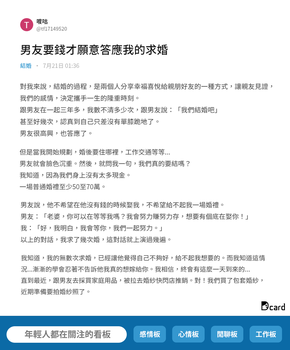 T
嘎咕
@tf17149520
男友要錢才願意答應我的求婚
結婚 ・ 7月21日 01:36
對我來說，結婚的過程，是兩個人分享幸福喜悅給親朋好友的一種方式，讓親友見證，
我們的感情，決定攜手一生的隆重時刻。
跟男友在一起三年多，我數不清多少次，跟男友說：「我們結婚吧」
甚至好幾次，認真到自己只差沒有單膝跪地了。
男友很高興，也答應了。
但是當我開始規劃，婚後要住哪裡，工作交通等等...
男友就會臉色沉重。然後，就問我一句，我們真的要結嗎？
我知道，因為我們身上沒有太多現金。
一場普通婚禮至少50至70萬。
男友說，他不希望在他沒有錢的時候娶我，不希望給不起我一場婚禮。
男友：「老婆，你可以在等等我嗎？我會努力賺努力存，想要有個底在娶你！」
我：「好，我明白，我會等你，我們一起努力。」
以上的對話，我求了幾次婚，這對話就上演過幾遍。
我知道，我的無數次求婚，已經讓他覺得自己不夠好，給不起我想要的。而我知道這情
況...漸漸的學會忍著不告訴他我真的想嫁給你。我相信，終會有這麼一天到來的...
直到最近，跟男友去採買家庭用品，被拉去婚紗快閃店推銷。對！我們買了包套婚紗，
近期準備要拍婚紗照了。
Dcard
年輕人都在關注的看板
感情板
心情板
閒聊板
工作板